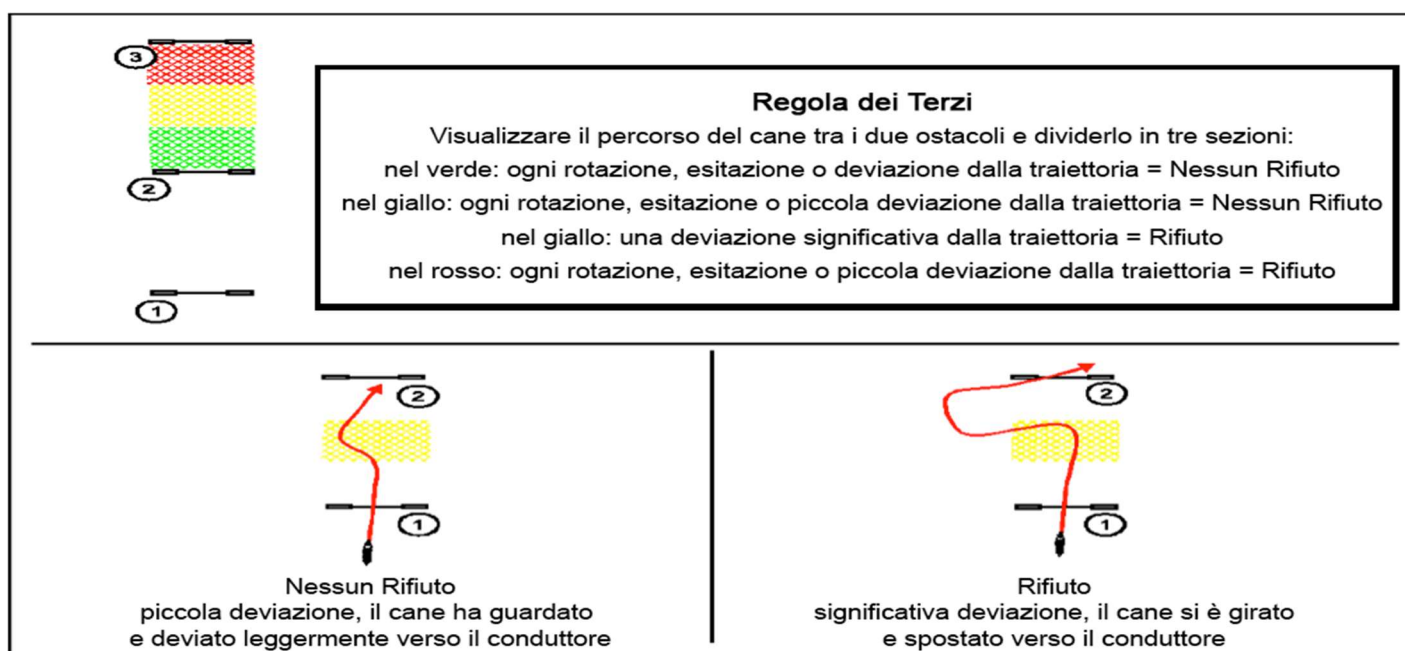 3
2
1
Regola dei Terzi
Visualizzare il percorso del cane tra i due ostacoli e dividerlo in tre sezioni:
nel verde: ogni rotazione, esitazione o deviazione dalla traiettoria = Nessun Rifiuto
nel giallo: ogni rotazione, esitazione o piccola deviazione dalla traiettoria = Nessun Rifiuto
nel giallo: una deviazione significativa dalla traiettoria = Rifiuto
nel rosso: ogni rotazione, esitazione o piccola deviazione dalla traiettoria = Rifiuto
2
1
Nessun Rifiuto
piccola deviazione, il cane ha guardato
e deviato leggermente verso il conduttore
2
1
Rifiuto
significativa deviazione, il cane si è girato
e spostato verso il conduttore